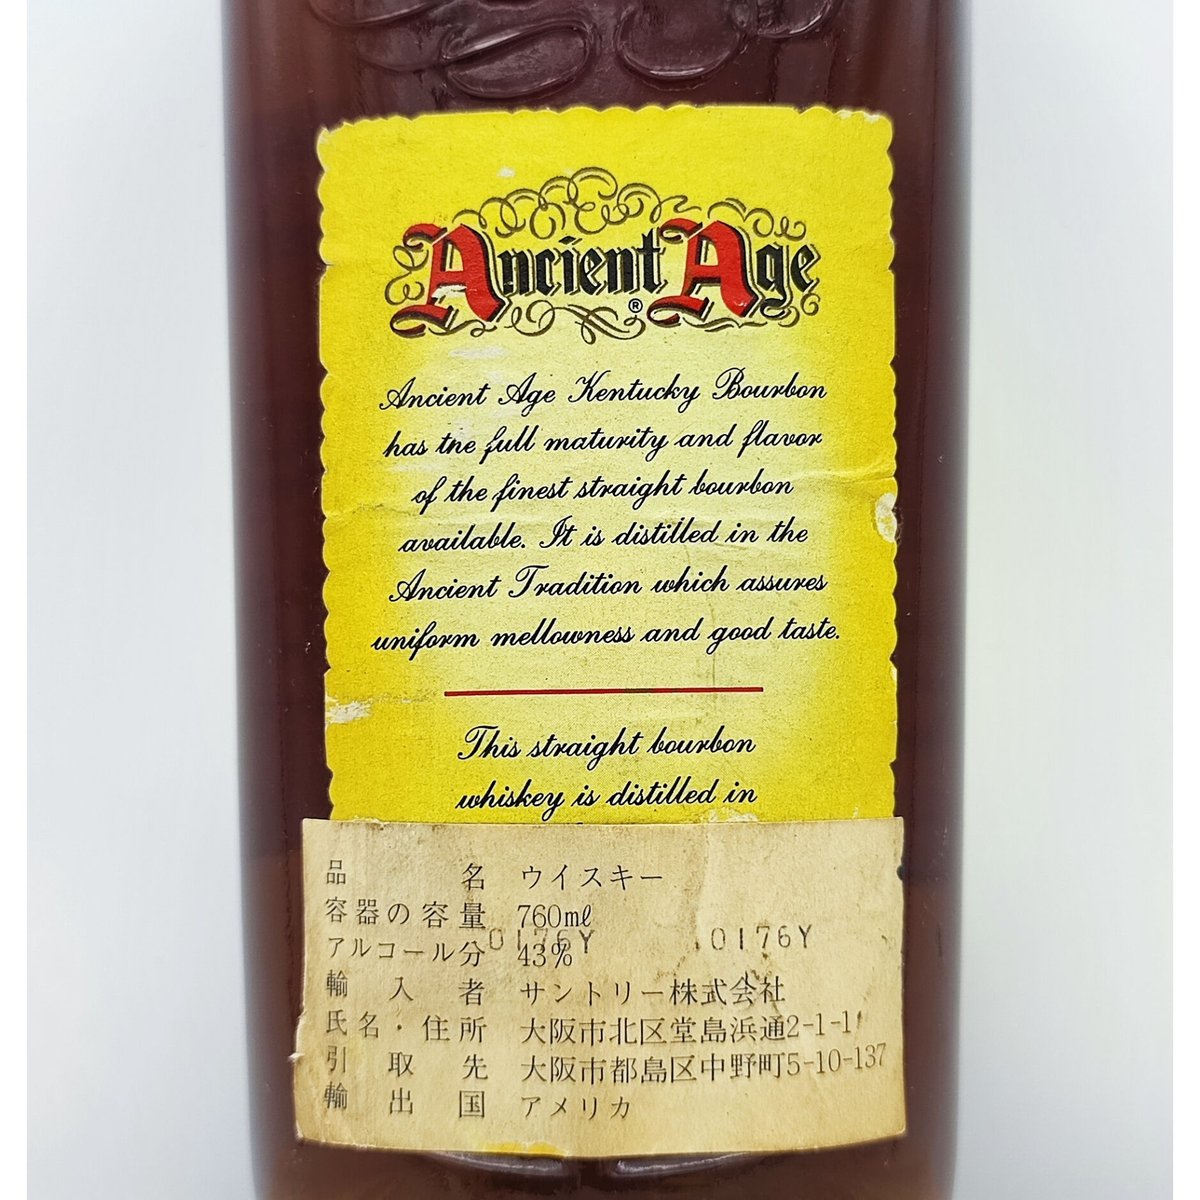 Ancient Age
®
Ancient Age Kentucky Bourbon
has the full maturity and flavor
of the finest straight bourbon
available. It is distilled in the
Ancient Tradition which assures
uniform mellowness and good taste.
This straight bourbon
whiskey is distilled in
品名 ウイスキー
容器の容量 760ml
0176Y 0176Y
アルコール分 43%
輸入者 サントリー株式会社
氏名・住所 大阪市北区堂島浜通2-1-1
引取先 大阪市都島区中野町5-10-137
輸出国 アメリカ